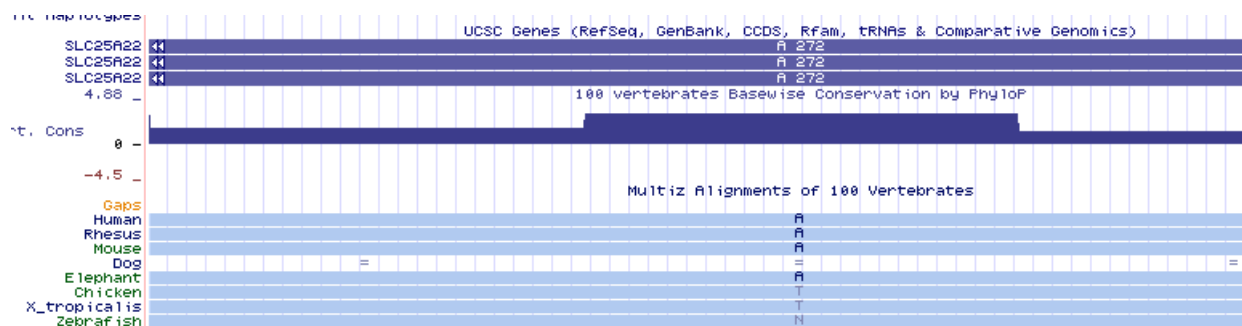 UCSC Genes (RefSeq, GenBank, CCDS, Rfam, tRNAs & Comparative Genomics)
SLC25A22 A 272
SLC25A22 A 272
SLC25A22 A 272
4.88 _ 100 vertebrates Basewise Conservation by PhyloP
t. Cons
0 -
-4.5 _
Multiz Alignments of 100 Vertebrates
Gaps
Human A
Rhesus A
Mouse A
Dog = = =
Elephant A
Chicken T
X_tropicalis T
Zebrafish N